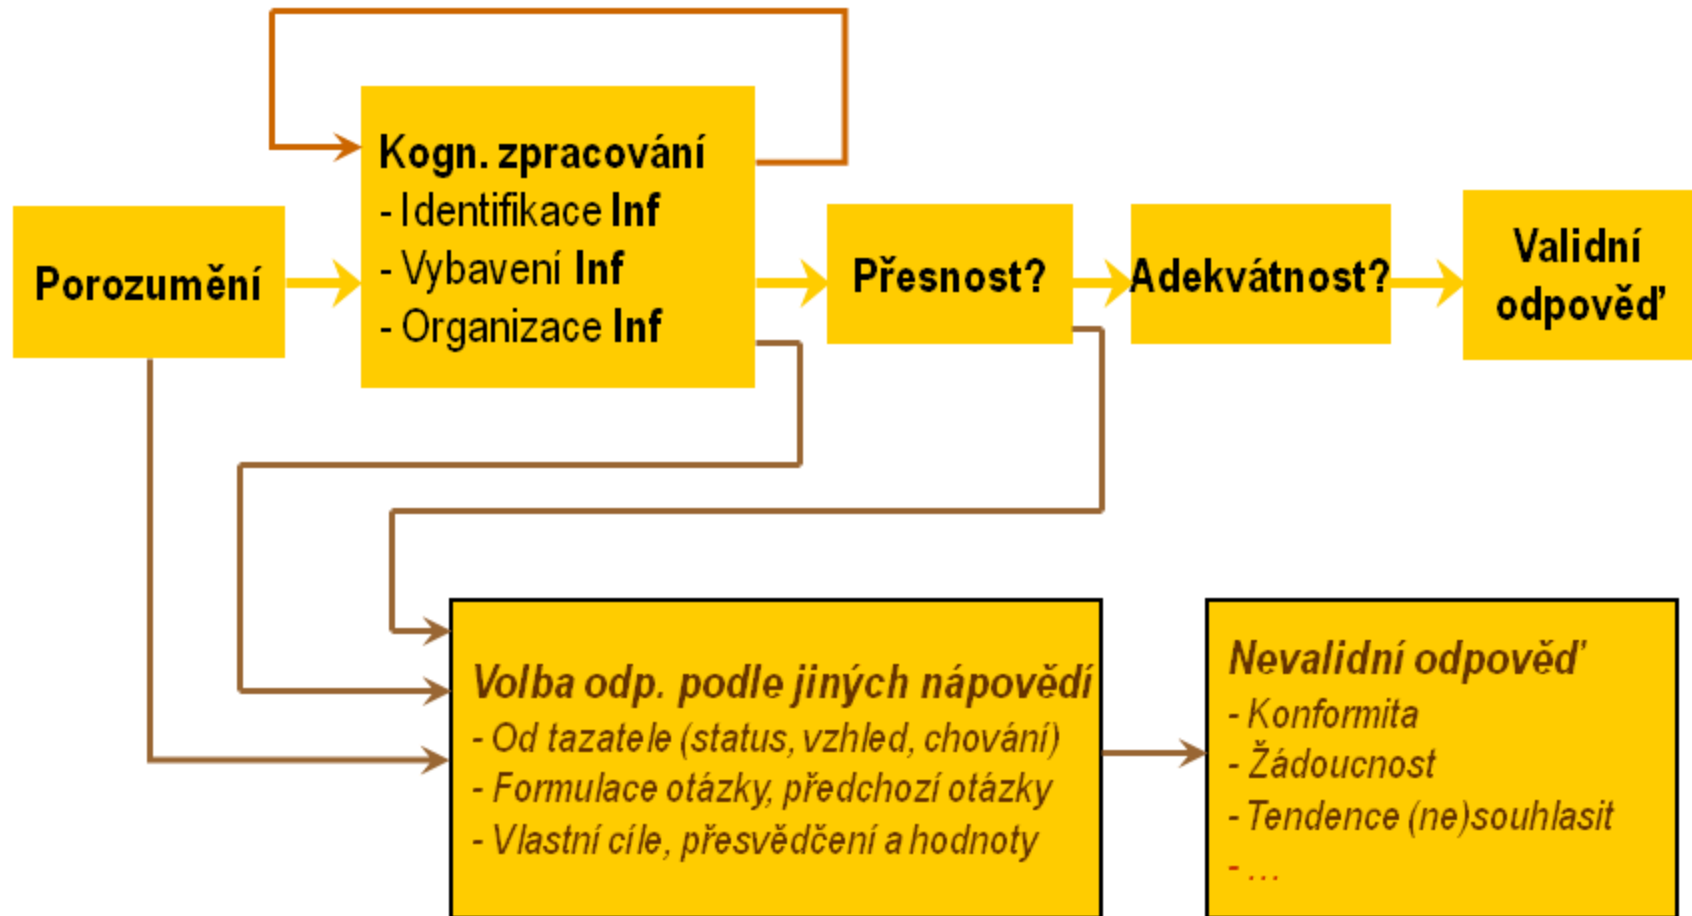 Porozumění
Kogn. zpracování
- Identifikace Inf
- Vybavení Inf
- Organizace Inf
Přesnost?
Adekvátnost?
Validní
odpověď
Volba odp. podle jiných nápovědí
- Od tazatele (status, vzhled, chování)
- Formulace otázky, předchozí otázky
- Vlastní cíle, přesvědčení a hodnoty
Nevalidní odpověď
- Konformita
- Žádoucnost
- Tendence (ne)souhlasit
- ...